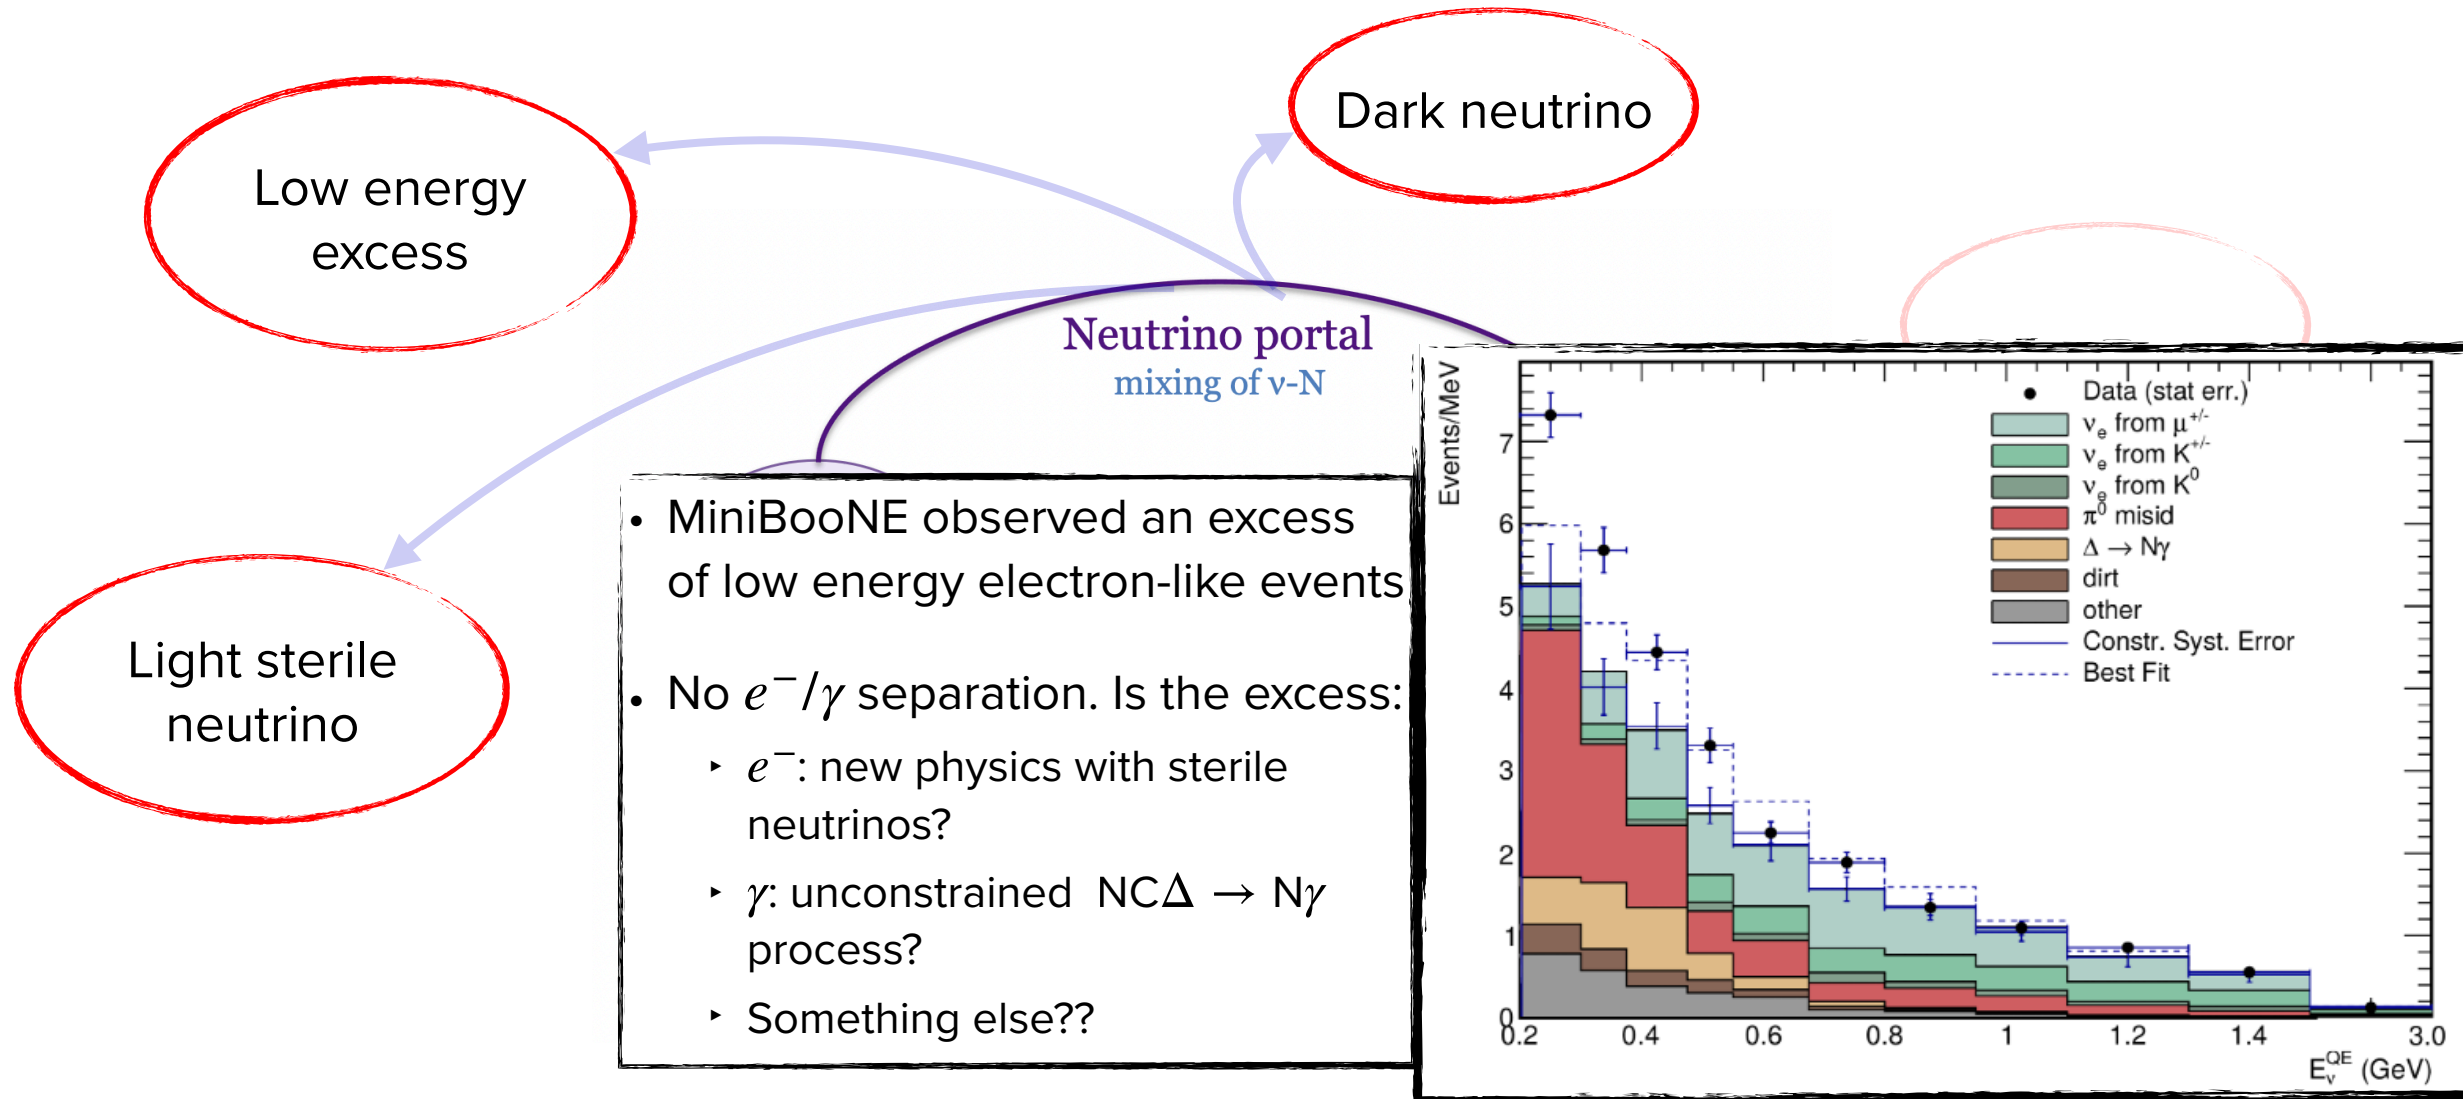 Dark neutrino
Low energy
excess
Neutrino portal
mixing of ν-N
Light sterile
neutrino
• MiniBooNE observed an excess
of low energy electron-like events
• No e⁻/γ separation. Is the excess:
‣ e⁻: new physics with sterile
neutrinos?
‣ γ: unconstrained NCΔ → Nγ
process?
‣ Something else??
Events/MeV
7
6
5
4
3
2
1
0
Data (stat err.)
νₑ from μ⁺/⁻
νₑ from K⁺/⁻
νₑ from K⁰
π⁰ misid
Δ → Nγ
dirt
other
Constr. Syst. Error
Best Fit
0.2 0.4 0.6 0.8 1 1.2 1.4 3.0
E_ν^QE (GeV)